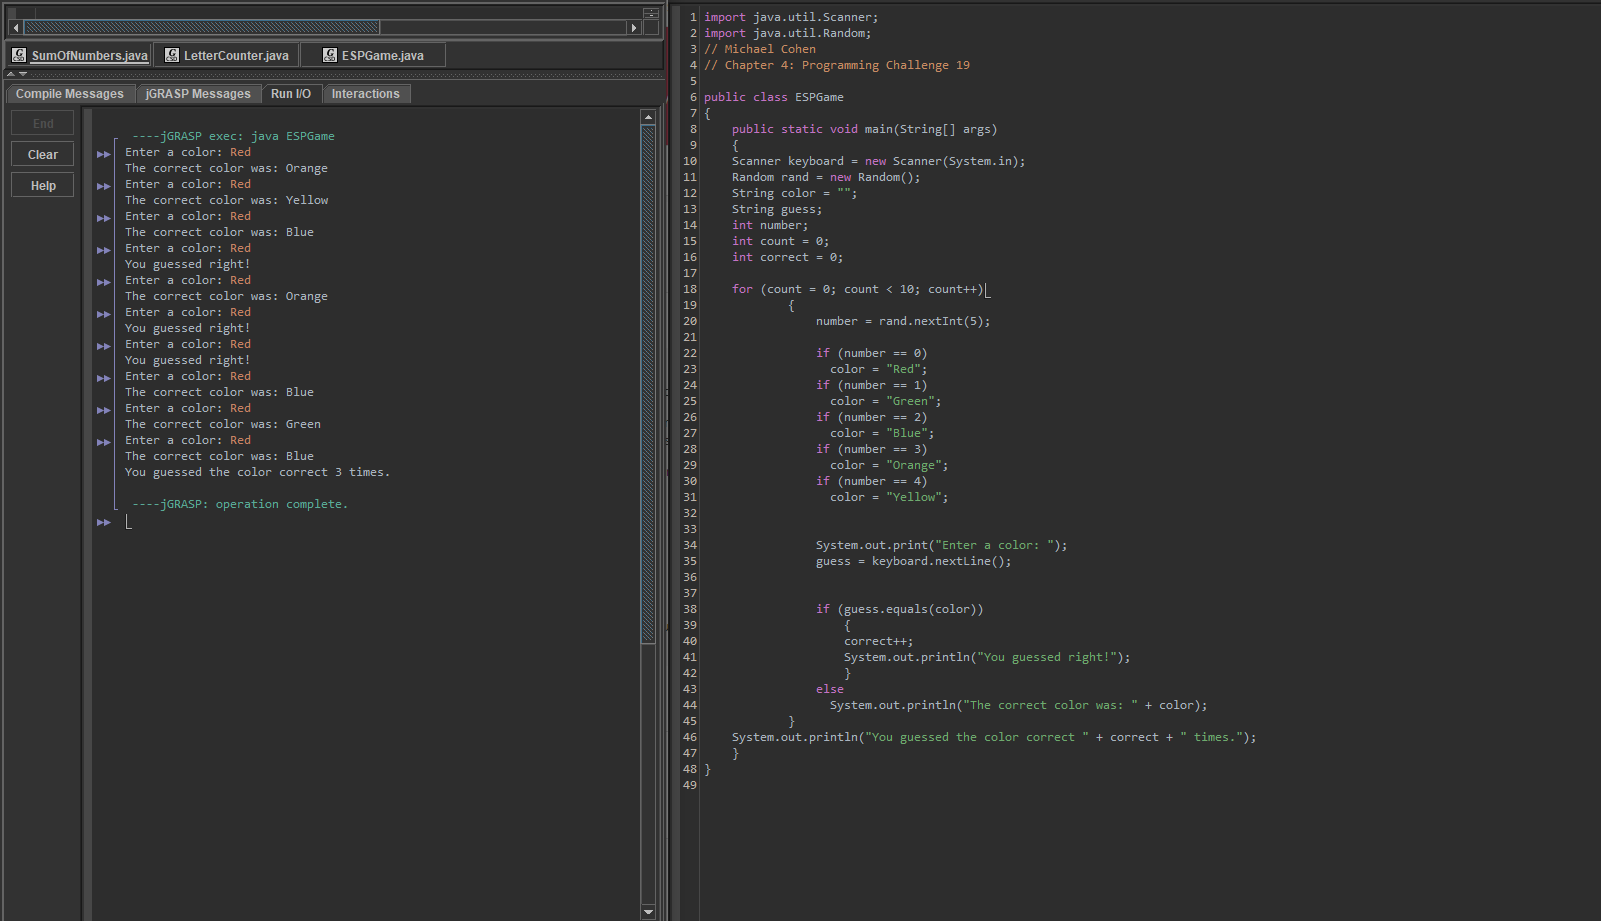 SumOfNumbers.java LetterCounter.java ESPGame.java
Compile Messages jGRASP Messages Run I/O Interactions
End
Clear
Help
----jGRASP exec: java ESPGame
Enter a color: Red
The correct color was: Orange
Enter a color: Red
The correct color was: Yellow
Enter a color: Red
The correct color was: Blue
Enter a color: Red
You guessed right!
Enter a color: Red
The correct color was: Orange
Enter a color: Red
You guessed right!
Enter a color: Red
You guessed right!
Enter a color: Red
The correct color was: Blue
Enter a color: Red
The correct color was: Green
Enter a color: Red
The correct color was: Blue
You guessed the color correct 3 times.
----jGRASP: operation complete.
1 import java.util.Scanner;
2 import java.util.Random;
3 // Michael Cohen
4 // Chapter 4: Programming Challenge 19
5
6 public class ESPGame
7 {
8 public static void main(String[] args)
9 {
10 Scanner keyboard = new Scanner(System.in);
11 Random rand = new Random();
12 String color = "";
13 String guess;
14 int number;
15 int count = 0;
16 int correct = 0;
17
18 for (count = 0; count < 10; count++)
19 {
20 number = rand.nextInt(5);
21
22 if (number == 0)
23 color = "Red";
24 if (number == 1)
25 color = "Green";
26 if (number == 2)
27 color = "Blue";
28 if (number == 3)
29 color = "Orange";
30 if (number == 4)
31 color = "Yellow";
32
33
34 System.out.print("Enter a color: ");
35 guess = keyboard.nextLine();
36
37
38 if (guess.equals(color))
39 {
40 correct++;
41 System.out.println("You guessed right!");
42 }
43 else
44 System.out.println("The correct color was: " + color);
45 }
46 System.out.println("You guessed the color correct " + correct + " times.");
47 }
48 }
49